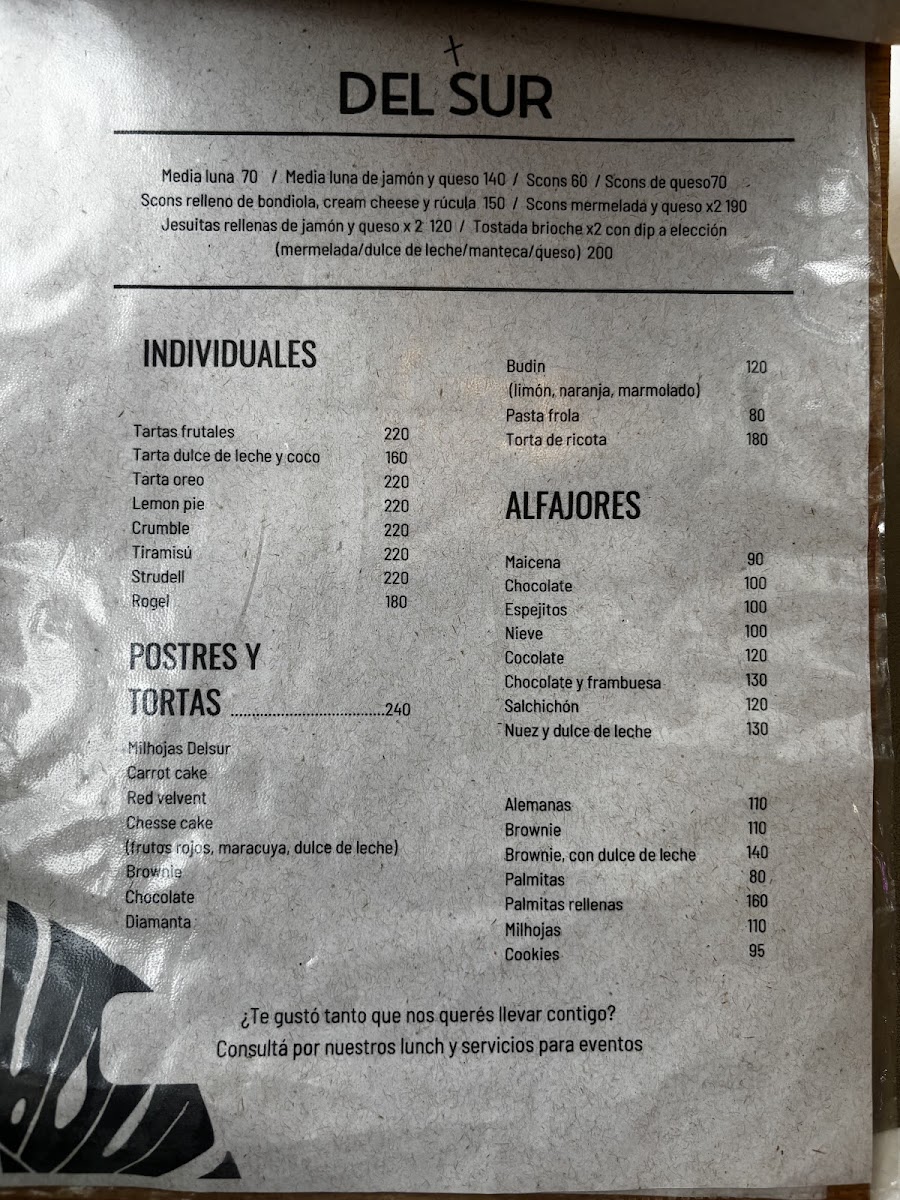 DEL SUR
Media luna 70 / Media luna de jamón y queso 140 / Scons 60 / Scons de queso70
Scons relleno de bondiola, cream cheese y rúcula 150 / Scons mermelada y queso x2 190
Jesuitas rellenas de jamón y queso x 2 120 / Tostada brioche x2 con dip a elección
(mermelada/dulce de leche/manteca/queso) 200
INDIVIDUALES
Tartas frutales 220
Tarta dulce de leche y coco 160
Tarta oreo 220
Lemon pie 220
Crumble 220
Tiramisú 220
Strudell 220
Rogel 180
POSTRES Y
TORTAS ....................................240
Milhojas Delsur
Carrot cake
Red velvent
Chesse cake
(frutos rojos, maracuya, dulce de leche)
Brownie
Chocolate
Diamanta
Budin 120
(limón, naranja, marmolado)
Pasta frola 80
Torta de ricota 180
ALFAJORES
Maicena 90
Chocolate 100
Espejitos 100
Nieve 100
Cocolate 120
Chocolate y frambuesa 130
Salchichón 120
Nuez y dulce de leche 130
Alemanas 110
Brownie 110
Brownie, con dulce de leche 140
Palmitas 80
Palmitas rellenas 160
Milhojas 110
Cookies 95
¿Te gustó tanto que nos querés llevar contigo?
Consultá por nuestros lunch y servicios para eventos